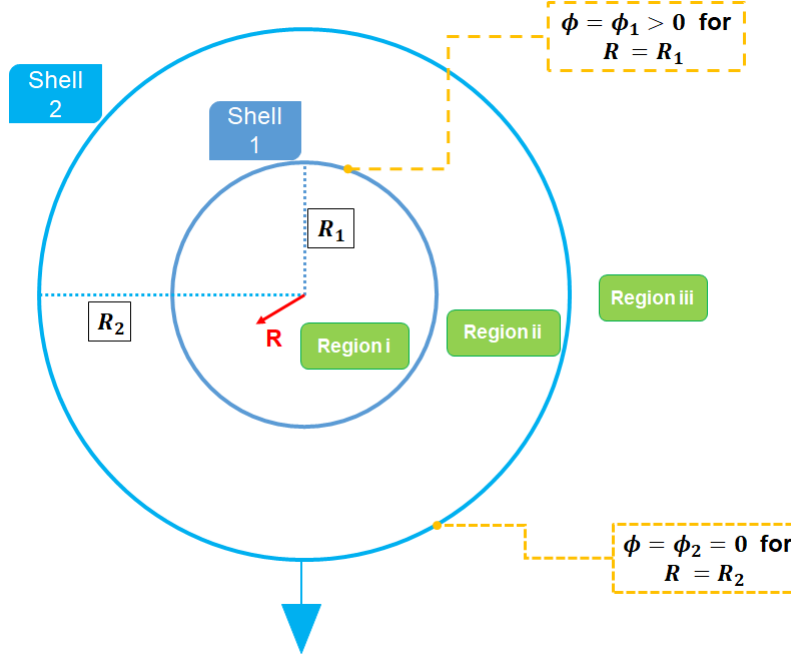 ϕ = ϕ₁ > 0 for
R = R₁
Shell
2
Shell
1
R₁
Region iii
R₂
Region ii
R
Region i
ϕ = ϕ₂ = 0 for
R = R₂